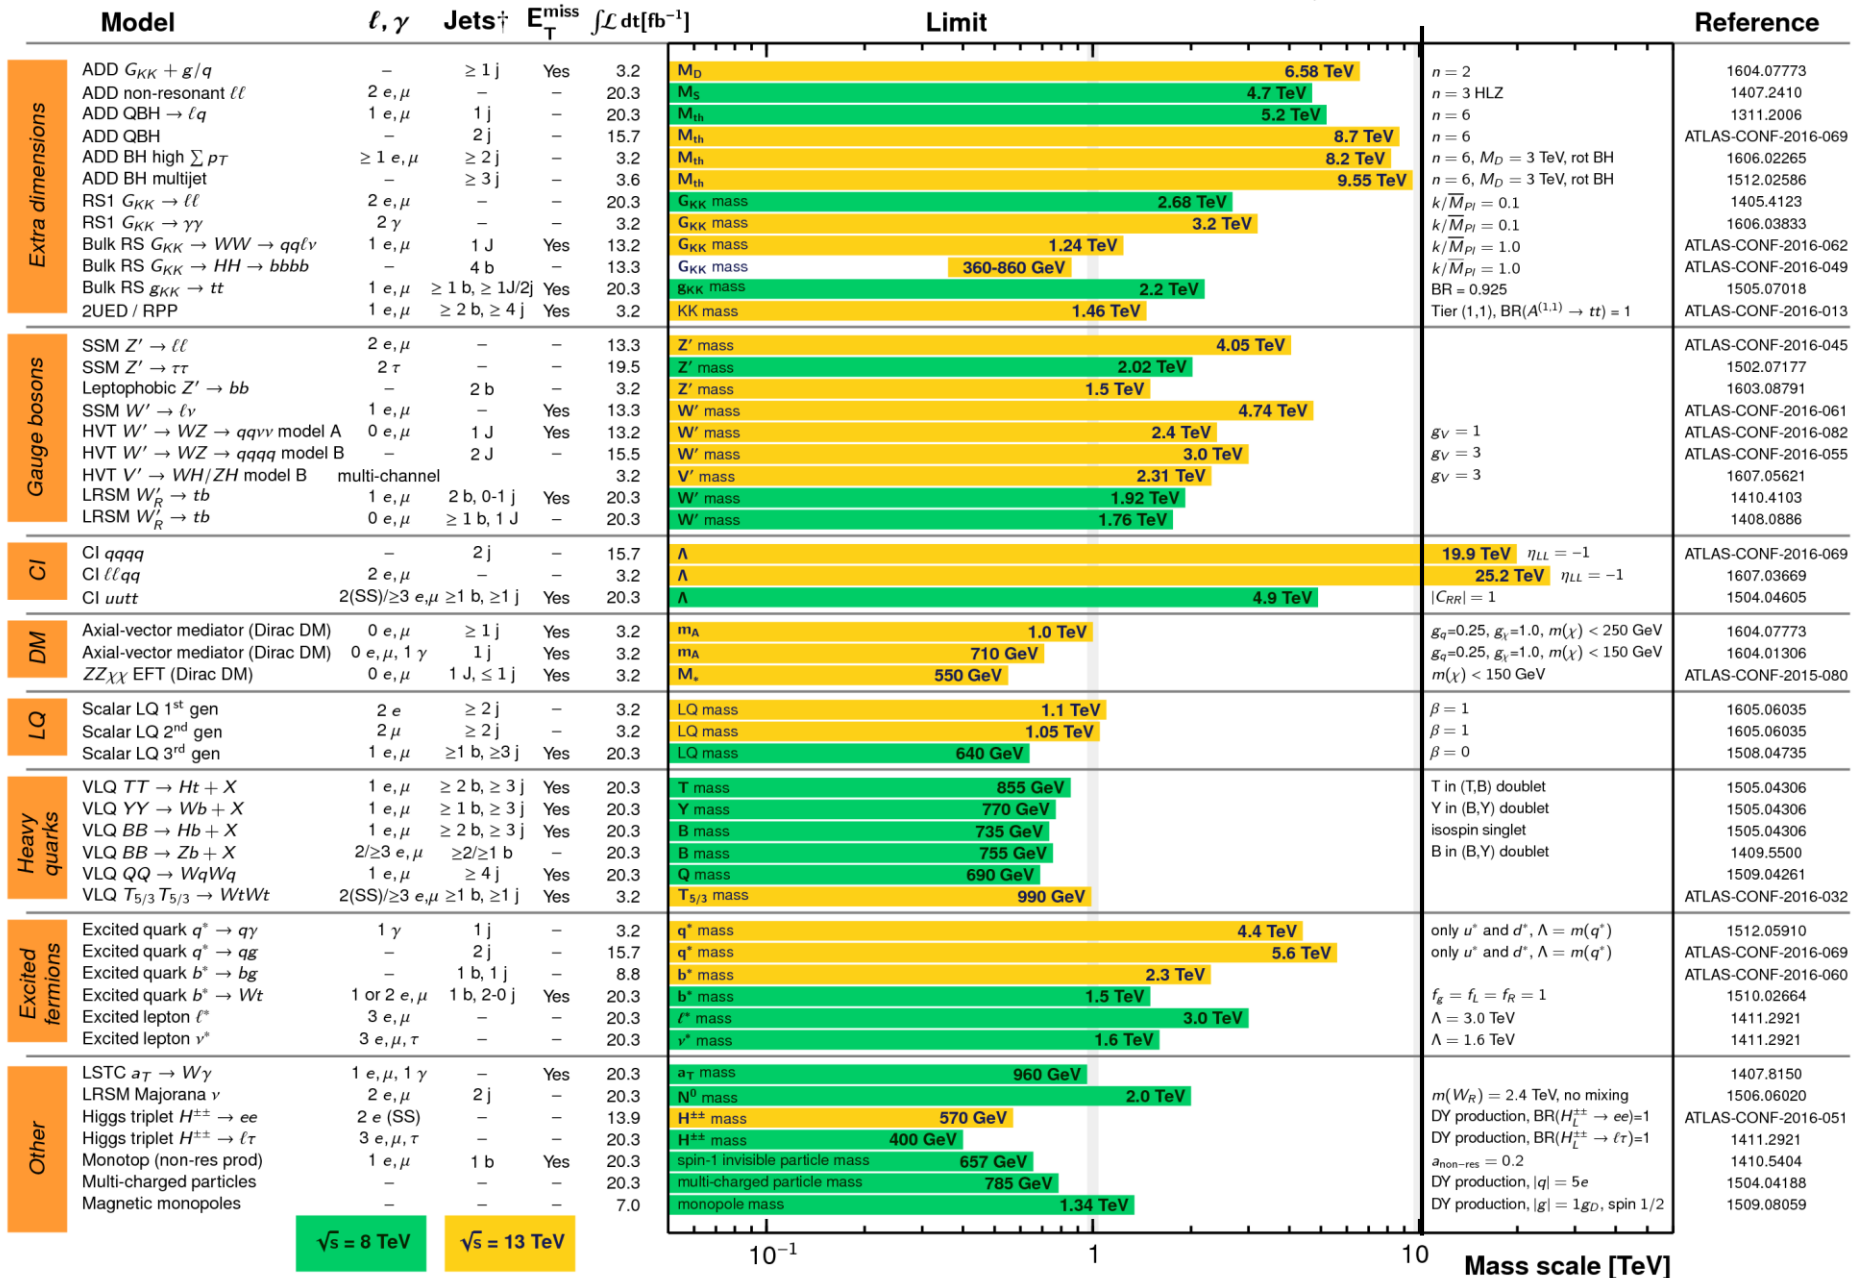 Model ℓ, γ Jets† E_T^miss ∫ℒ dt[fb⁻¹] Limit Reference
Extra dimensions
ADD G_KK + g/q – ≥ 1 j Yes 3.2 M_D 6.58 TeV n = 2 1604.07773
ADD non-resonant ℓℓ 2 e, μ – – 20.3 M_S 4.7 TeV n = 3 HLZ 1407.2410
ADD QBH → ℓq 1 e, μ 1 j – 20.3 M_th 5.2 TeV n = 6 1311.2006
ADD QBH – 2 j – 15.7 M_th 8.7 TeV n = 6 ATLAS-CONF-2016-069
ADD BH high ∑ p_T ≥ 1 e, μ ≥ 2 j – 3.2 M_th 8.2 TeV n = 6, M_D = 3 TeV, rot BH 1606.02265
ADD BH multijet – ≥ 3 j – 3.6 M_th 9.55 TeV n = 6, M_D = 3 TeV, rot BH 1512.02586
RS1 G_KK → ℓℓ 2 e, μ – – 20.3 G_KK mass 2.68 TeV k/M̅_Pl = 0.1 1405.4123
RS1 G_KK → γγ 2 γ – – 3.2 G_KK mass 3.2 TeV k/M̅_Pl = 0.1 1606.03833
Bulk RS G_KK → WW → qqℓν 1 e, μ 1 J Yes 13.2 G_KK mass 1.24 TeV k/M̅_Pl = 1.0 ATLAS-CONF-2016-062
Bulk RS G_KK → HH → bbbb – 4 b – 13.3 G_KK mass 360-860 GeV k/M̅_Pl = 1.0 ATLAS-CONF-2016-049
Bulk RS g_KK → tt 1 e, μ ≥ 1 b, ≥ 1J/2j Yes 20.3 g_KK mass 2.2 TeV BR = 0.925 1505.07018
2UED / RPP 1 e, μ ≥ 2 b, ≥ 4 j Yes 3.2 KK mass 1.46 TeV Tier (1,1), BR(A^(1,1) → tt) = 1 ATLAS-CONF-2016-013
Gauge bosons
SSM Z′ → ℓℓ 2 e, μ – – 13.3 Z′ mass 4.05 TeV ATLAS-CONF-2016-045
SSM Z′ → ττ 2 τ – – 19.5 Z′ mass 2.02 TeV 1502.07177
Leptophobic Z′ → bb – 2 b – 3.2 Z′ mass 1.5 TeV 1603.08791
SSM W′ → ℓν 1 e, μ – Yes 13.3 W′ mass 4.74 TeV ATLAS-CONF-2016-061
HVT W′ → WZ → qqνν model A 0 e, μ 1 J Yes 13.2 W′ mass 2.4 TeV g_V = 1 ATLAS-CONF-2016-082
HVT W′ → WZ → qqqq model B – 2 J – 15.5 W′ mass 3.0 TeV g_V = 3 ATLAS-CONF-2016-055
HVT V′ → WH/ZH model B multi-channel 3.2 V′ mass 2.31 TeV g_V = 3 1607.05621
LRSM W′_R → tb 1 e, μ 2 b, 0-1 j Yes 20.3 W′ mass 1.92 TeV 1410.4103
LRSM W′_R → tb 0 e, μ ≥ 1 b, 1 J – 20.3 W′ mass 1.76 TeV 1408.0886
CI
CI qqqq – 2 j – 15.7 Λ 19.9 TeV η_LL = −1 ATLAS-CONF-2016-069
CI ℓℓqq 2 e, μ – – 3.2 Λ 25.2 TeV η_LL = −1 1607.03669
CI uutt 2(SS)/≥3 e,μ ≥1 b, ≥1 j Yes 20.3 Λ 4.9 TeV |C_RR| = 1 1504.04605
DM
Axial-vector mediator (Dirac DM) 0 e, μ ≥ 1 j Yes 3.2 m_A 1.0 TeV g_q=0.25, g_χ=1.0, m(χ) < 250 GeV 1604.07773
Axial-vector mediator (Dirac DM) 0 e, μ, 1 γ 1 j Yes 3.2 m_A 710 GeV g_q=0.25, g_χ=1.0, m(χ) < 150 GeV 1604.01306
ZZχχ EFT (Dirac DM) 0 e, μ 1 J, ≤ 1 j Yes 3.2 M_* 550 GeV m(χ) < 150 GeV ATLAS-CONF-2015-080
LQ
Scalar LQ 1st gen 2 e ≥ 2 j – 3.2 LQ mass 1.1 TeV β = 1 1605.06035
Scalar LQ 2nd gen 2 μ ≥ 2 j – 3.2 LQ mass 1.05 TeV β = 1 1605.06035
Scalar LQ 3rd gen 1 e, μ ≥1 b, ≥3 j Yes 20.3 LQ mass 640 GeV β = 0 1508.04735
Heavy quarks
VLQ TT → Ht + X 1 e, μ ≥ 2 b, ≥ 3 j Yes 20.3 T mass 855 GeV T in (T,B) doublet 1505.04306
VLQ YY → Wb + X 1 e, μ ≥ 1 b, ≥ 3 j Yes 20.3 Y mass 770 GeV Y in (B,Y) doublet 1505.04306
VLQ BB → Hb + X 1 e, μ ≥ 2 b, ≥ 3 j Yes 20.3 B mass 735 GeV isospin singlet 1505.04306
VLQ BB → Zb + X 2/≥3 e, μ ≥2/≥1 b – 20.3 B mass 755 GeV B in (B,Y) doublet 1409.5500
VLQ QQ → WqWq 1 e, μ ≥ 4 j Yes 20.3 Q mass 690 GeV 1509.04261
VLQ T_5/3 T_5/3 → WtWt 2(SS)/≥3 e,μ ≥1 b, ≥1 j Yes 3.2 T_5/3 mass 990 GeV ATLAS-CONF-2016-032
Excited fermions
Excited quark q* → qγ 1 γ 1 j – 3.2 q* mass 4.4 TeV only u* and d*, Λ = m(q*) 1512.05910
Excited quark q* → qg – 2 j – 15.7 q* mass 5.6 TeV only u* and d*, Λ = m(q*) ATLAS-CONF-2016-069
Excited quark b* → bg – 1 b, 1 j – 8.8 b* mass 2.3 TeV ATLAS-CONF-2016-060
Excited quark b* → Wt 1 or 2 e, μ 1 b, 2-0 j Yes 20.3 b* mass 1.5 TeV f_g = f_L = f_R = 1 1510.02664
Excited lepton ℓ* 3 e, μ – – 20.3 ℓ* mass 3.0 TeV Λ = 3.0 TeV 1411.2921
Excited lepton ν* 3 e, μ, τ – – 20.3 ν* mass 1.6 TeV Λ = 1.6 TeV 1411.2921
Other
LSTC a_T → Wγ 1 e, μ, 1 γ – Yes 20.3 a_T mass 960 GeV 1407.8150
LRSM Majorana ν 2 e, μ 2 j – 20.3 N⁰ mass 2.0 TeV m(W_R) = 2.4 TeV, no mixing 1506.06020
Higgs triplet H^±± → ee 2 e (SS) – – 13.9 H^±± mass 570 GeV DY production, BR(H_L^±± → ee)=1 ATLAS-CONF-2016-051
Higgs triplet H^±± → ℓτ 3 e, μ, τ – – 20.3 H^±± mass 400 GeV DY production, BR(H_L^±± → ℓτ)=1 1411.2921
Monotop (non-res prod) 1 e, μ 1 b Yes 20.3 spin-1 invisible particle mass 657 GeV a_non−res = 0.2 1410.5404
Multi-charged particles – – – 20.3 multi-charged particle mass 785 GeV DY production, |q| = 5e 1504.04188
Magnetic monopoles – – – 7.0 monopole mass 1.34 TeV DY production, |g| = 1g_D, spin 1/2 1509.08059
√s = 8 TeV √s = 13 TeV
10⁻¹ 1 10
Mass scale [TeV]